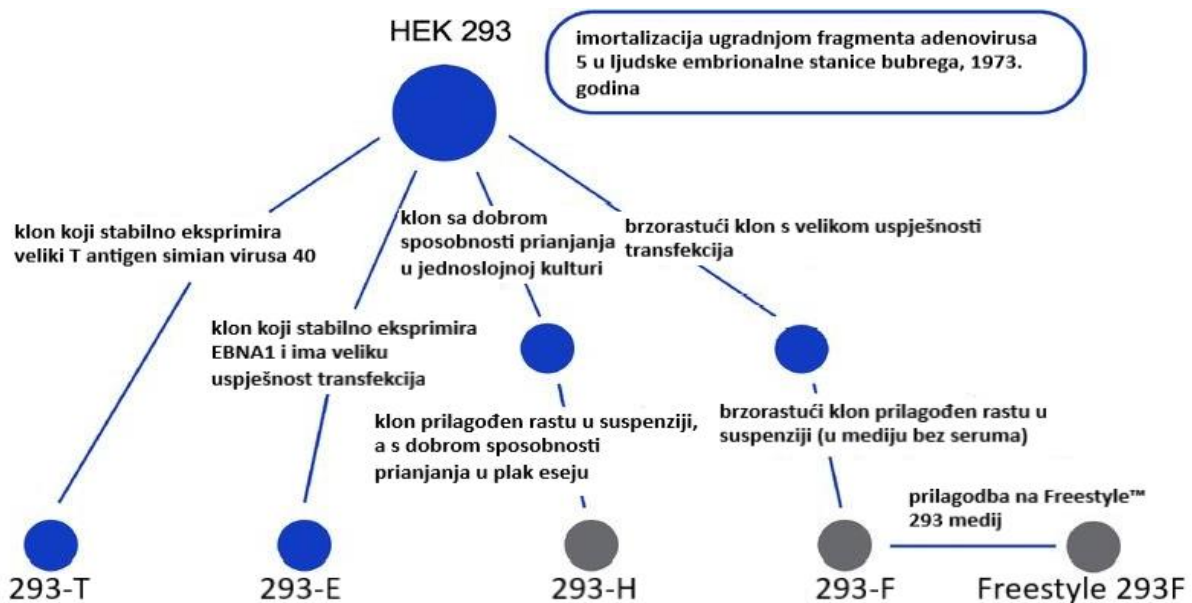 HEK 293
imortalizacija ugradnjom fragmenta adenovirusa
5 u ljudske embrionalne stanice bubrega, 1973.
godina
klon koji stabilno eksprimira
veliki T antigen simian virusa 40
klon koji stabilno eksprimira
EBNA1 i ima veliku
uspješnost transfekcija
klon sa dobrom
sposobnosti prianjanja
u jednoslojnoj kulturi
brzorastući klon s velikom uspješnosti
transfekcija
klon prilagođen rastu u suspenziji,
a s dobrom sposobnosti
prianjanja u plak eseju
brzorastući klon prilagođen rastu u
suspenziji (u mediju bez seruma)
prilagodba na Freestyle™
293 medij
293-T
293-E
293-H
293-F
Freestyle 293F